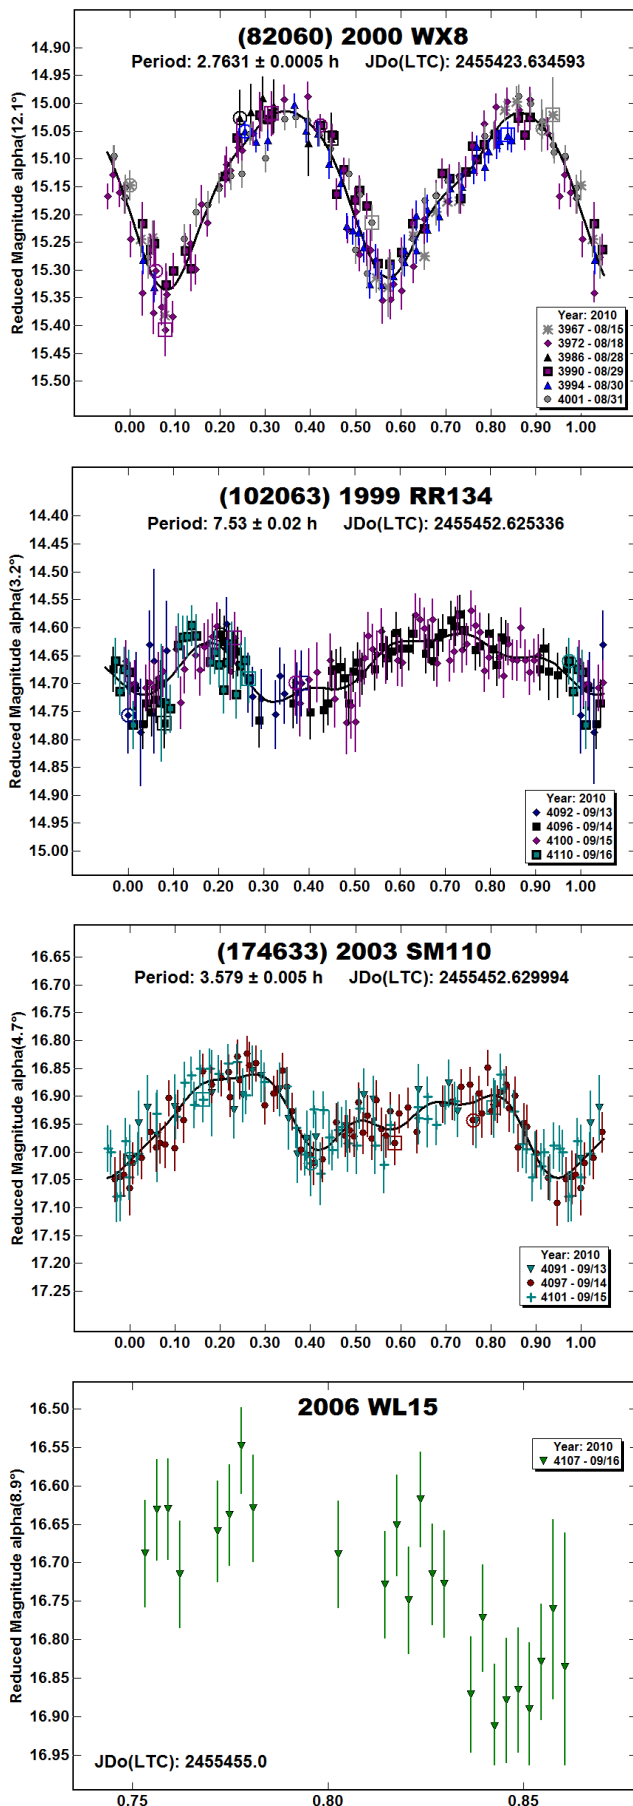 (82060) 2000 WX8
Period: 2.7631 ± 0.0005 h JDo(LTC): 2455423.634593
Reduced Magnitude alpha(12.1°)
14.90
14.95
15.00
15.05
15.10
15.15
15.20
15.25
15.30
15.35
15.40
15.45
15.50
Year: 2010
3967 - 08/15
3972 - 08/18
3986 - 08/28
3990 - 08/29
3994 - 08/30
4001 - 08/31
0.00 0.10 0.20 0.30 0.40 0.50 0.60 0.70 0.80 0.90 1.00
(102063) 1999 RR134
Period: 7.53 ± 0.02 h JDo(LTC): 2455452.625336
Reduced Magnitude alpha(3.2°)
14.40
14.45
14.50
14.55
14.60
14.65
14.70
14.75
14.80
14.85
14.90
14.95
15.00
Year: 2010
4092 - 09/13
4096 - 09/14
4100 - 09/15
4110 - 09/16
0.00 0.10 0.20 0.30 0.40 0.50 0.60 0.70 0.80 0.90 1.00
(174633) 2003 SM110
Period: 3.579 ± 0.005 h JDo(LTC): 2455452.629994
Reduced Magnitude alpha(4.7°)
16.65
16.70
16.75
16.80
16.85
16.90
16.95
17.00
17.05
17.10
17.15
17.20
17.25
Year: 2010
4091 - 09/13
4097 - 09/14
4101 - 09/15
0.00 0.10 0.20 0.30 0.40 0.50 0.60 0.70 0.80 0.90 1.00
2006 WL15
Reduced Magnitude alpha(8.9°)
16.50
16.55
16.60
16.65
16.70
16.75
16.80
16.85
16.90
16.95
Year: 2010
4107 - 09/16
JDo(LTC): 2455455.0
0.75 0.80 0.85